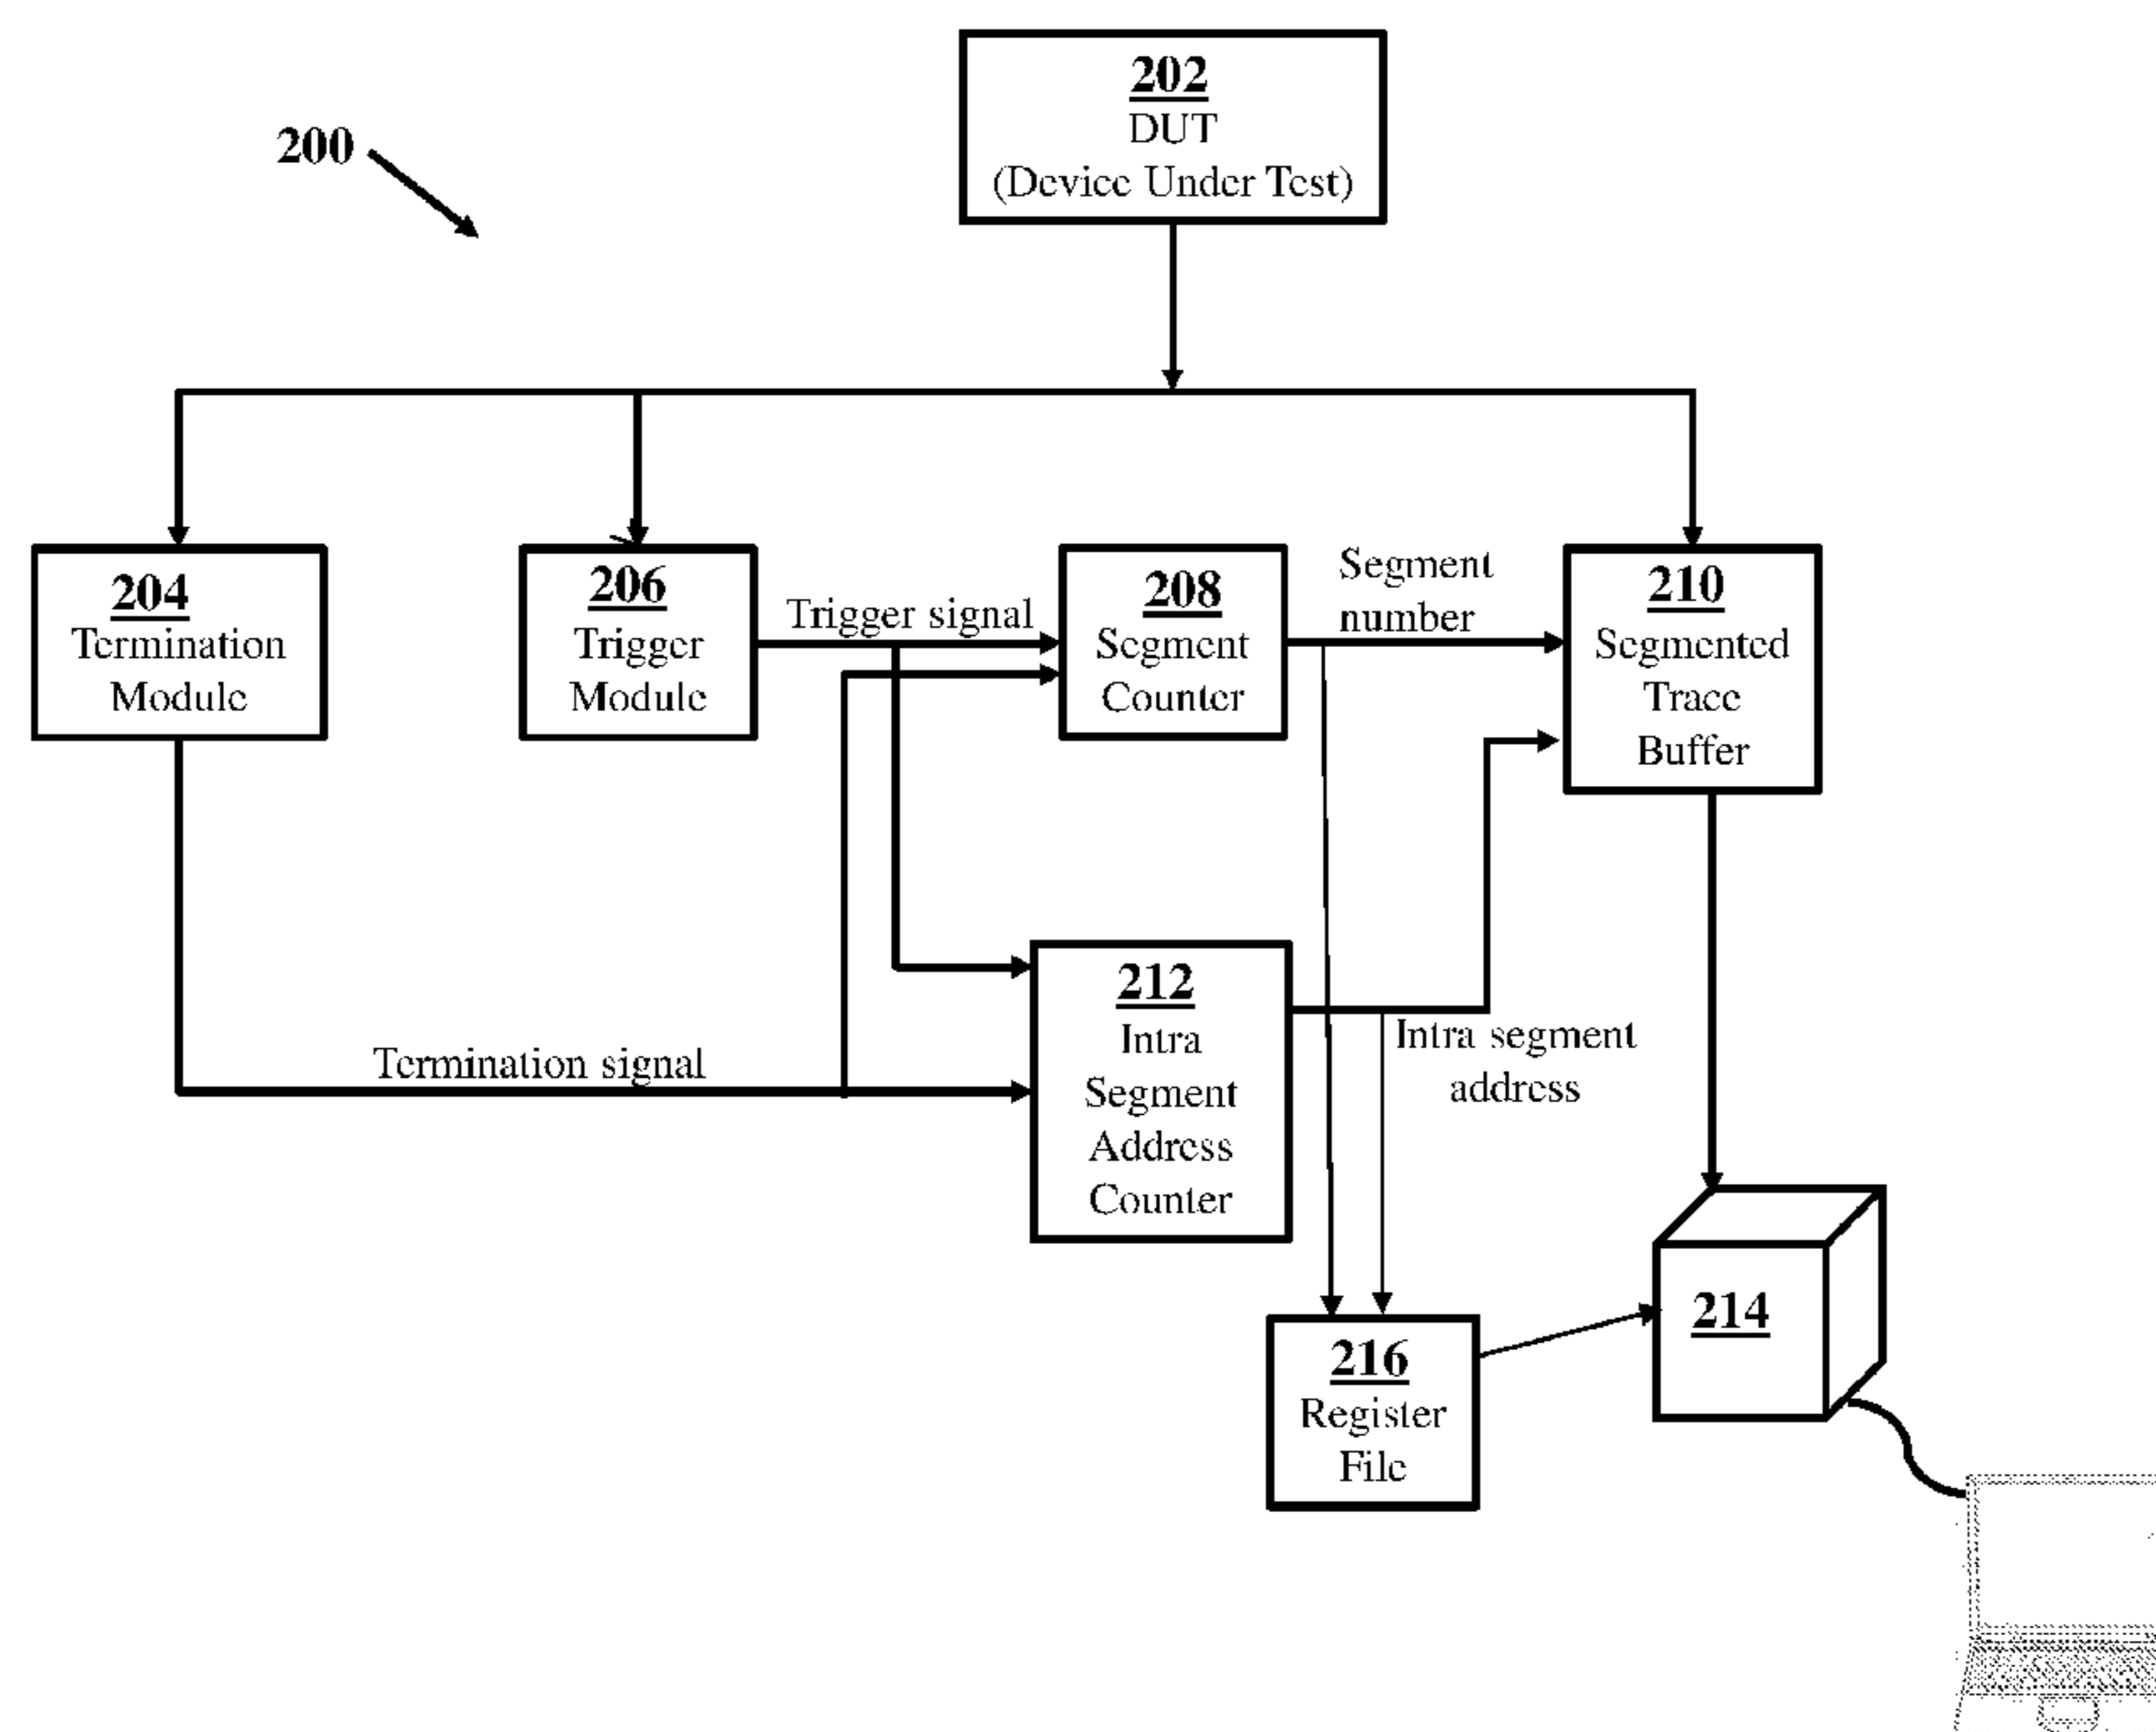 202
DUT
(Device Under Test)
200
204
Termination
Module
206
Trigger
Module
Trigger signal
208
Segment
Counter
Segment
number
210
Segmented
Trace
Buffer
212
Intra
Segment
Address
Counter
Termination signal
Intra segment
address
214
216
Register
File